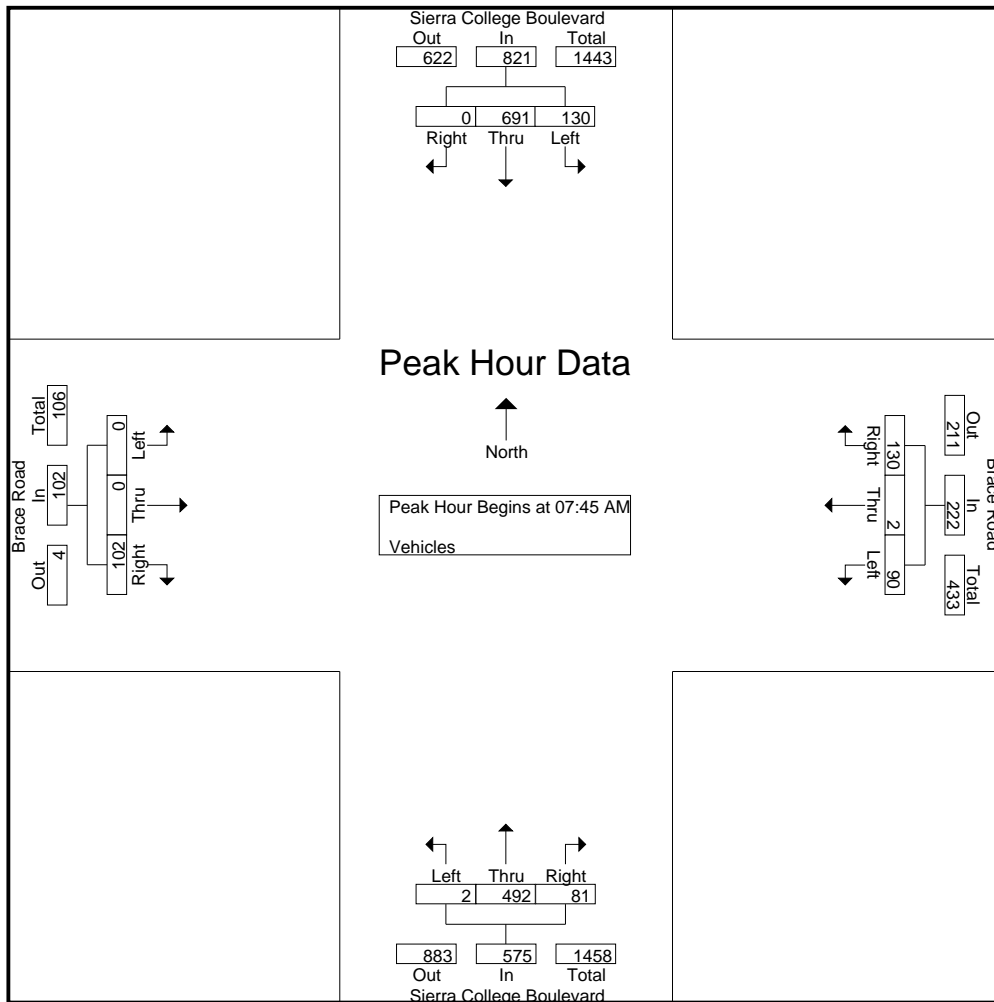 Sierra College Boulevard
Out In Total
622 821 1443
0 691 130
Right Thru Left
Peak Hour Data
North
Peak Hour Begins at 07:45 AM
Vehicles
Brace Road
Total In Out
106 102 4
0 0 102
Left Thru Right
Brace Road
Out In Total
211 222 433
130 2 90
Right Thru Left
Left Thru Right
2 492 81
883 575 1458
Out In Total
Sierra College Boulevard